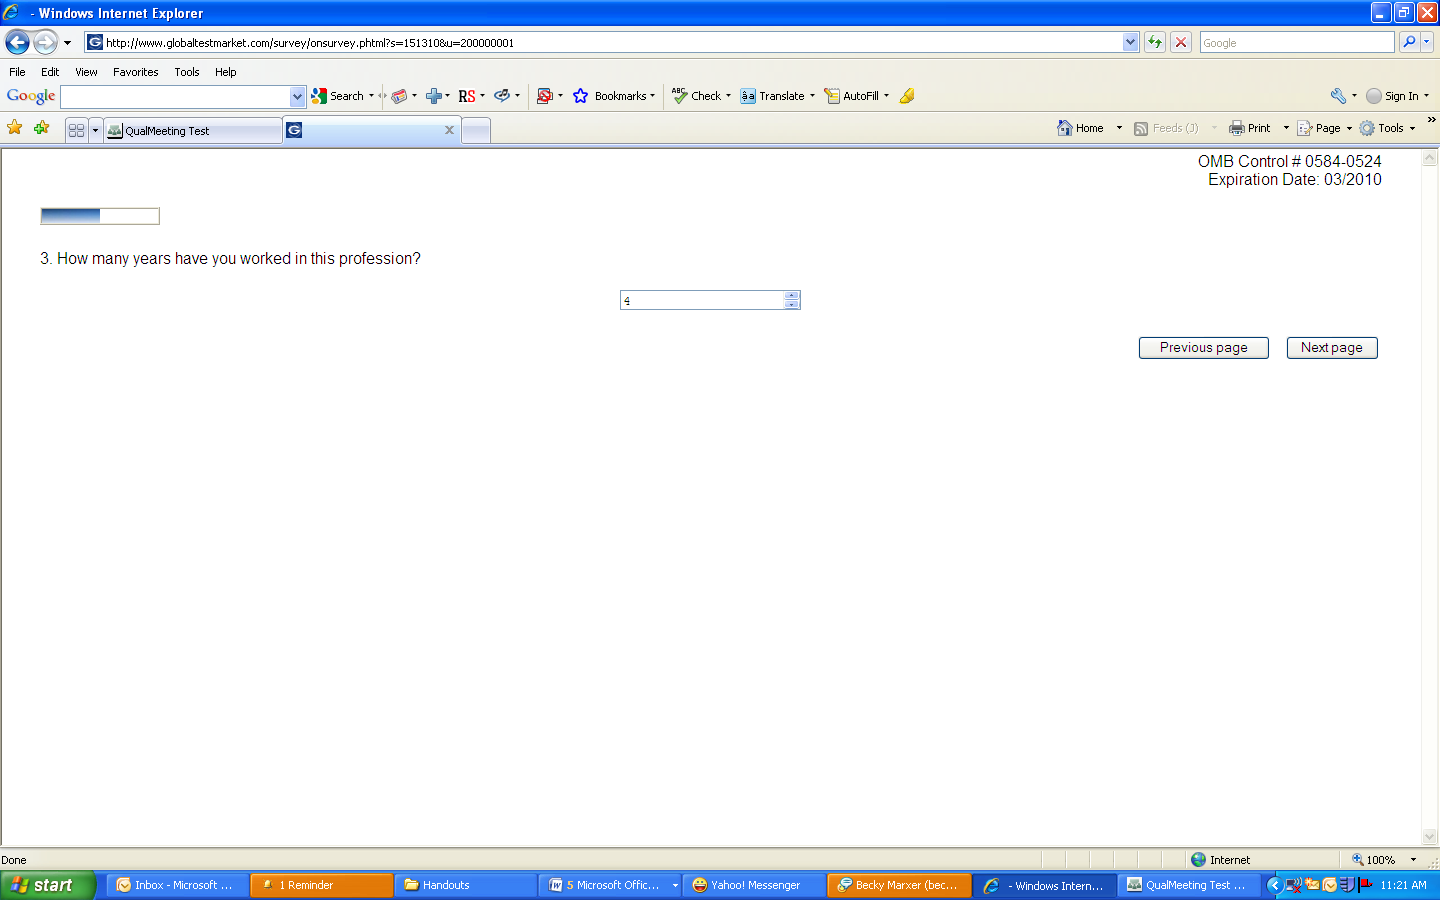 - Windows Internet Explorer
http://www.globaltestmarket.com/survey/onsurvey.phtml?s=151310&u=200000001
Google
File Edit View Favorites Tools Help
Google Search RS Bookmarks ABC Check âa Translate AutoFill Sign In
QualMeeting Test G Home Feeds (J) Print Page Tools »
OMB Control # 0584-0524
Expiration Date: 03/2010
3. How many years have you worked in this profession?
4
Previous page Next page
Done Internet 100%
start Inbox - Microsoft ... 1 Reminder Handouts 5 Microsoft Offic... Yahoo! Messenger Becky Marxer (bec... - Windows Intern... QualMeeting Test ... 11:21 AM